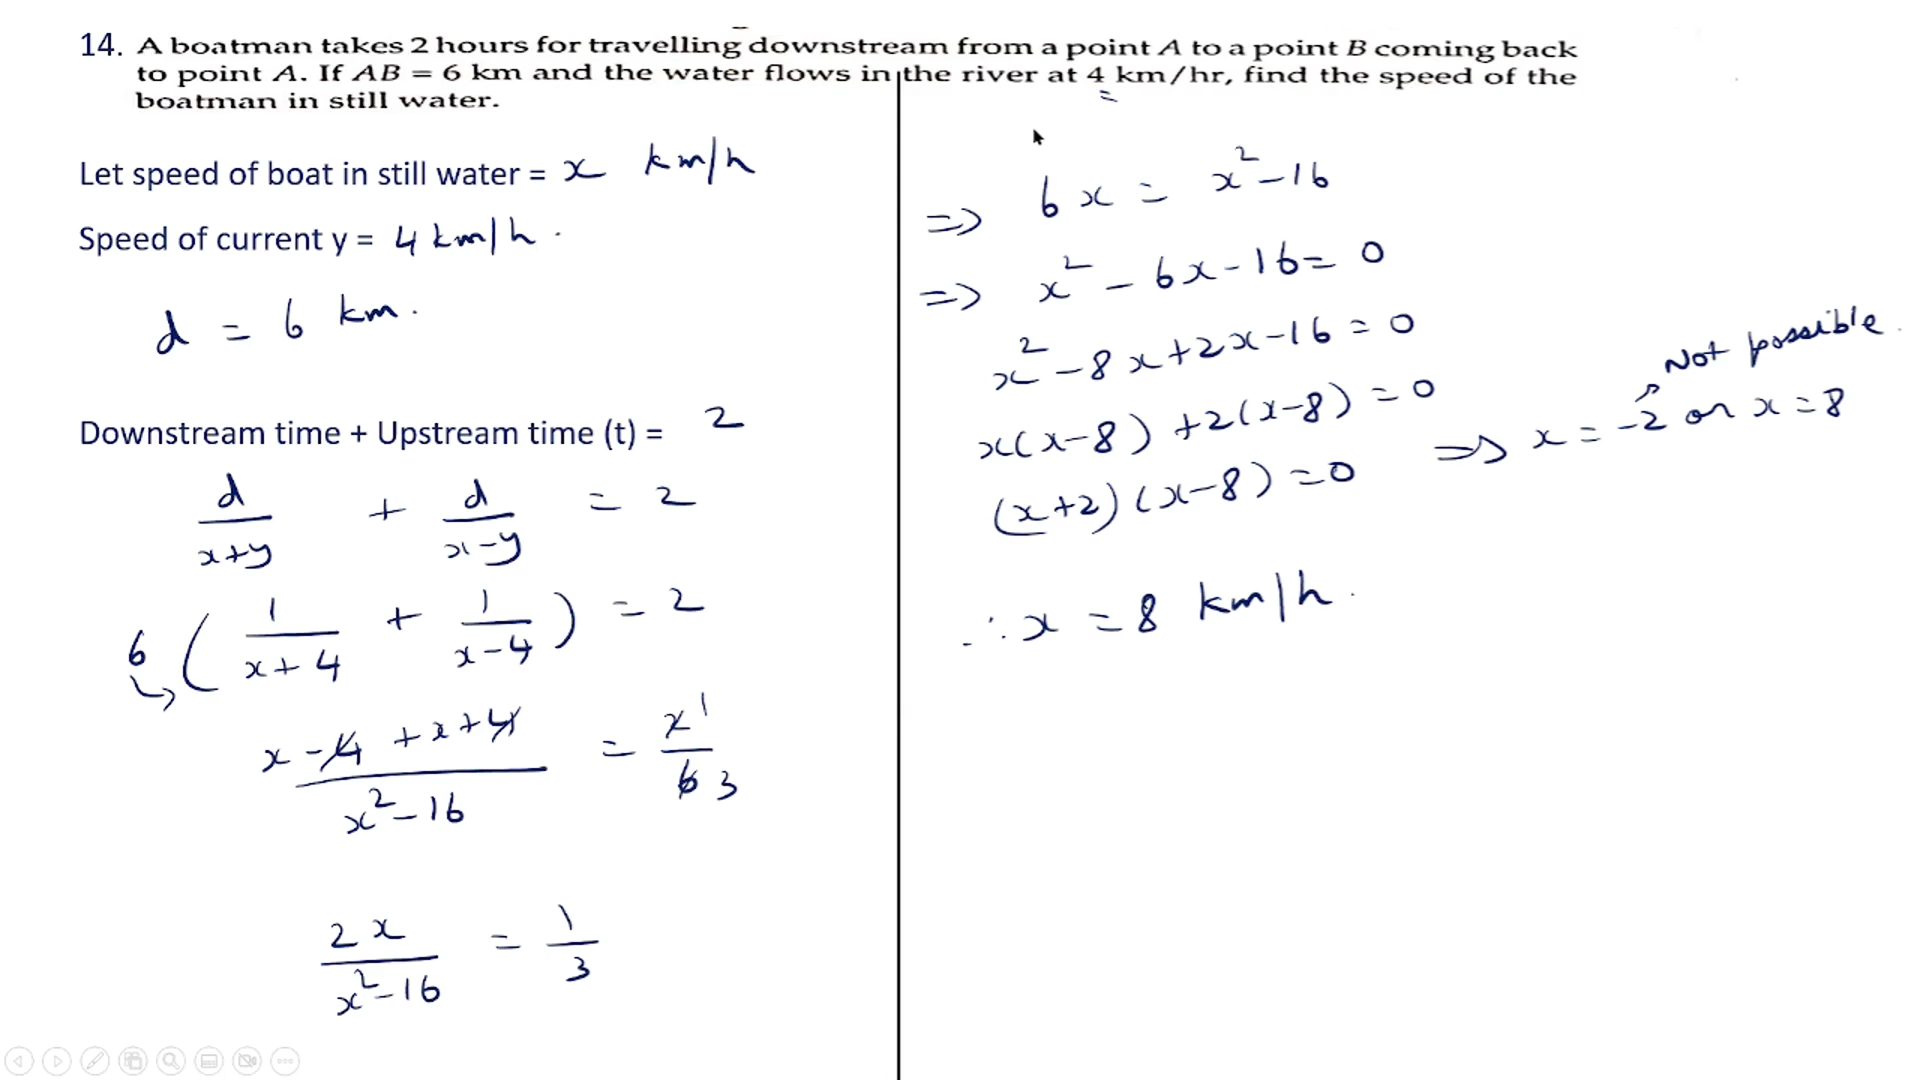 14. A boatman takes 2 hours for travelling downstream from a point A to a point B coming back
to point A. If AB = 6 km and the water flows in the river at 4 km/hr, find the speed of the
boatman in still water.
Let speed of boat in still water = x km/h
Speed of current y = 4 km/h.
d = 6 km.
Downstream time + Upstream time (t) = 2
d/(x+y) + d/(x-y) = 2
6 (1/(x+4) + 1/(x-4)) = 2
(x-4+x+4)/(x²-16) = 2/6 1/3
2x/(x²-16) = 1/3
=> 6x = x²-16
=> x² - 6x - 16 = 0
x² - 8x + 2x - 16 = 0
x(x-8) + 2(x-8) = 0
(x+2)(x-8) = 0
=> x = -2 or x = 8
Not possible.
∴ x = 8 km/h.